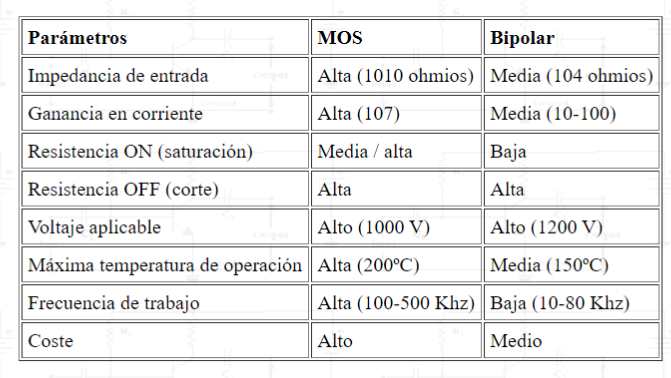 Parámetros MOS Bipolar
Impedancia de entrada Alta (1010 ohmios) Media (104 ohmios)
Ganancia en corriente Alta (107) Media (10-100)
Resistencia ON (saturación) Media / alta Baja
Resistencia OFF (corte) Alta Alta
Voltaje aplicable Alto (1000 V) Alto (1200 V)
Máxima temperatura de operación Alta (200ºC) Media (150ºC)
Frecuencia de trabajo Alta (100-500 Khz) Baja (10-80 Khz)
Coste Alto Medio